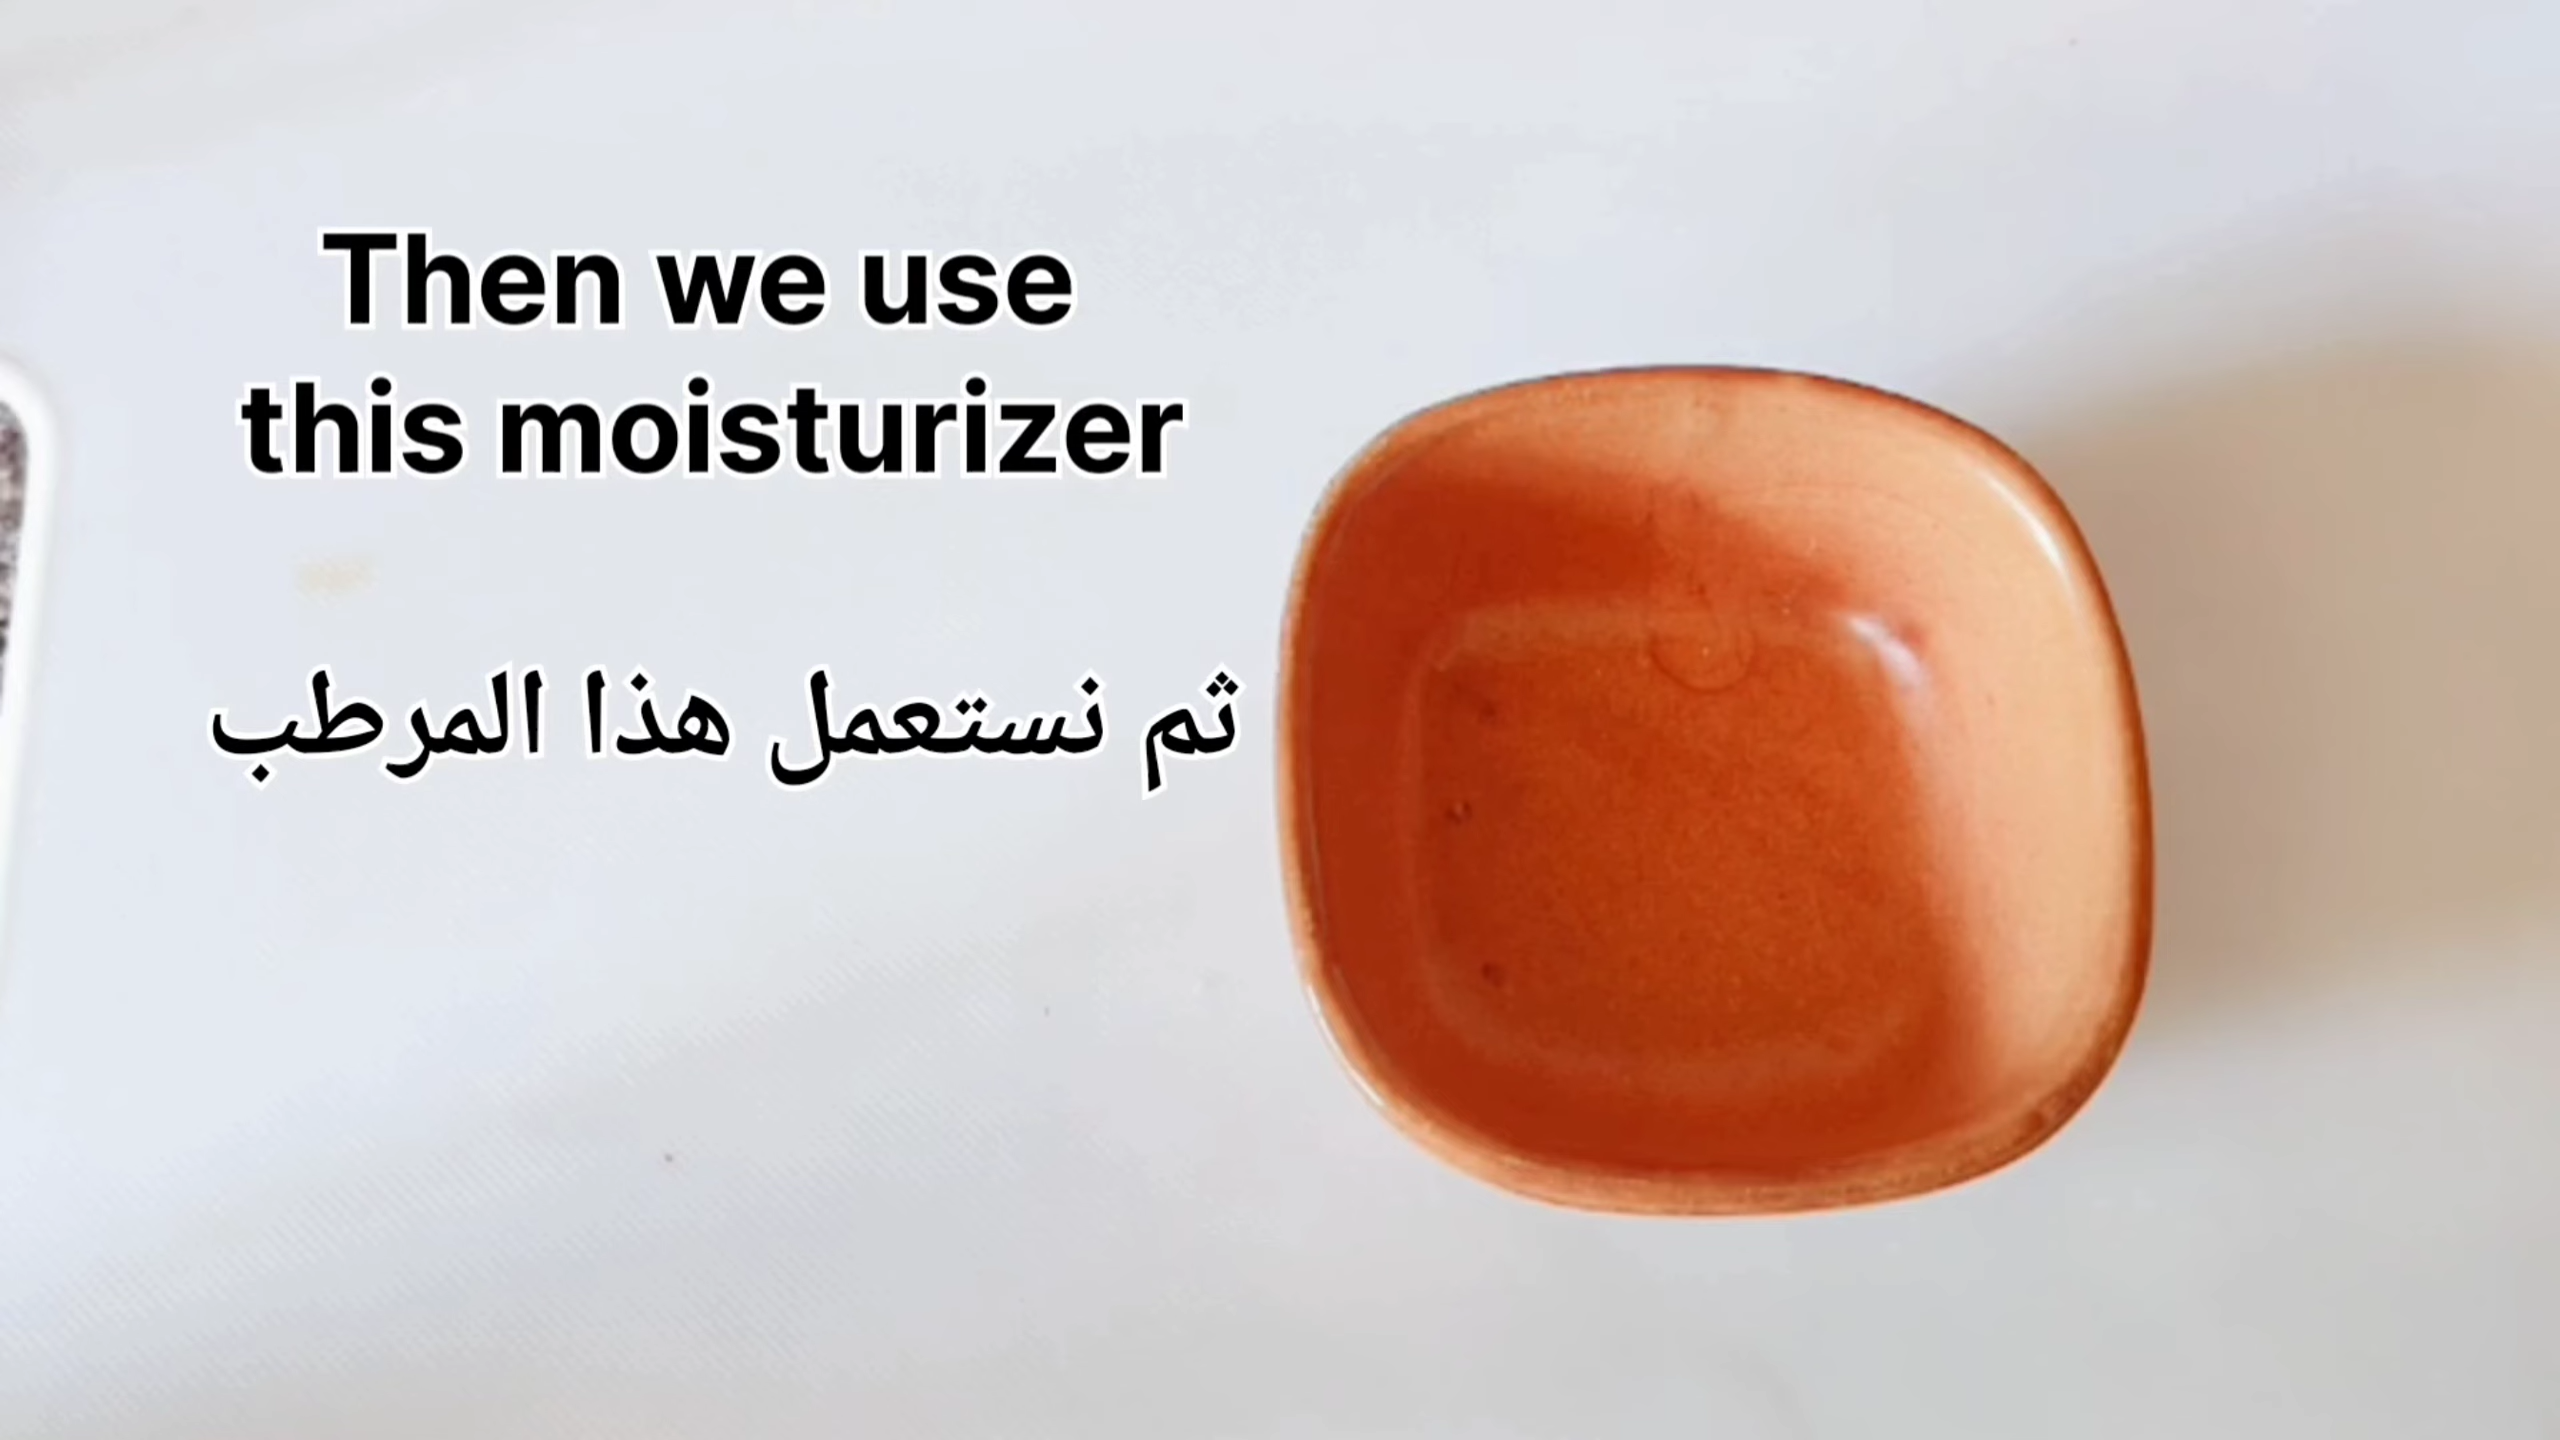 Then we use
this moisturizer
ثم نستعمل هذا المرطب